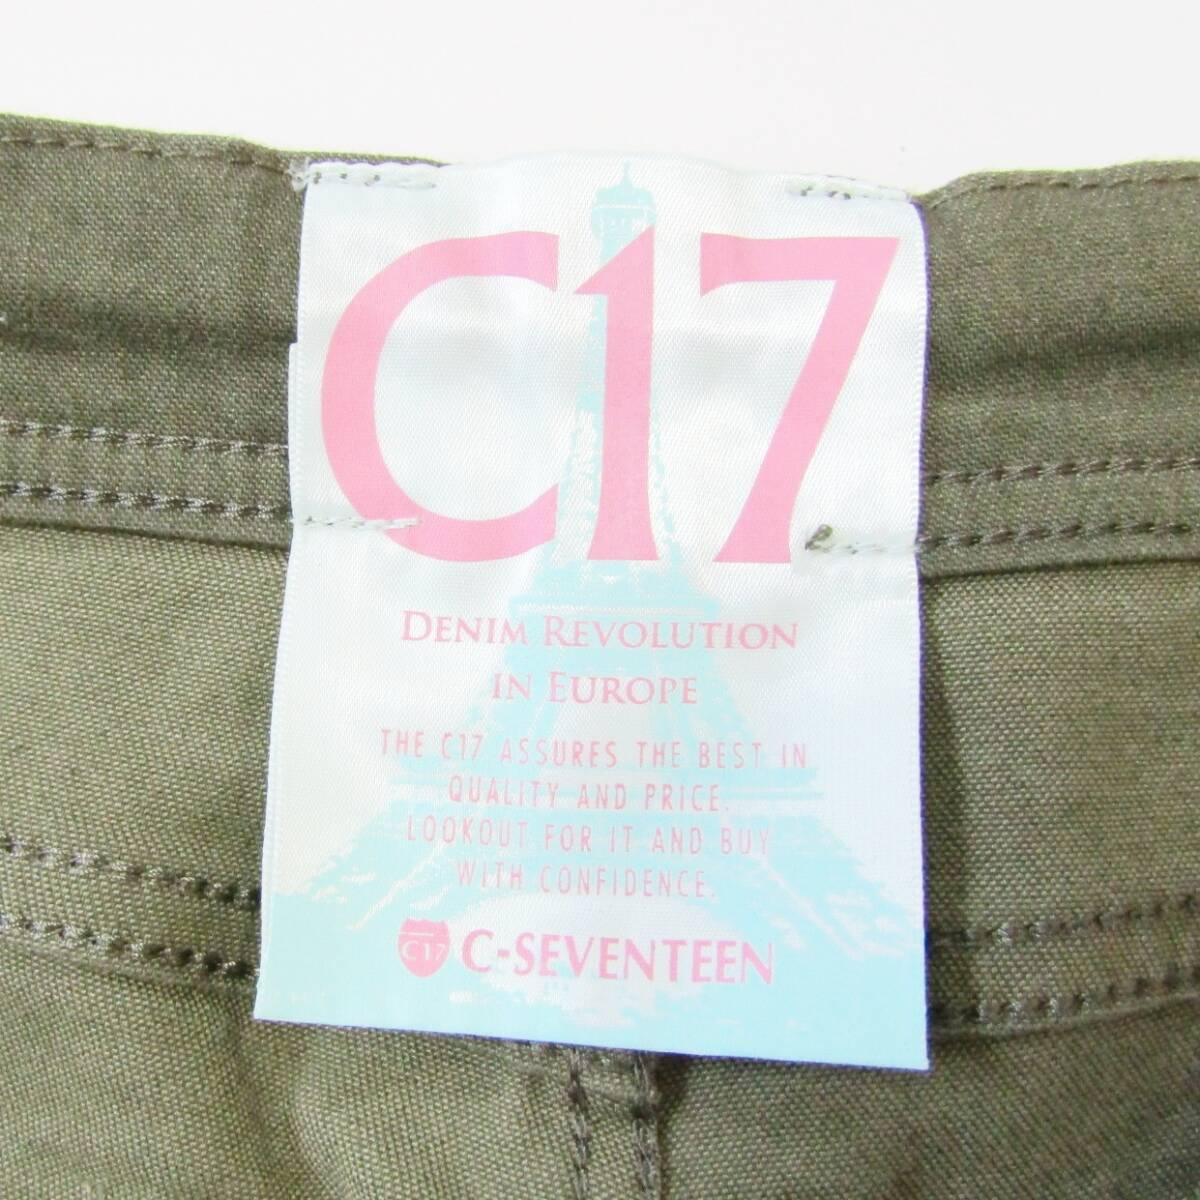 C17
DENIM REVOLUTION
IN EUROPE
THE C17 ASSURES THE BEST IN
QUALITY AND PRICE.
LOOKOUT FOR IT AND BUY
WITH CONFIDENCE.
C17 C-SEVENTEEN